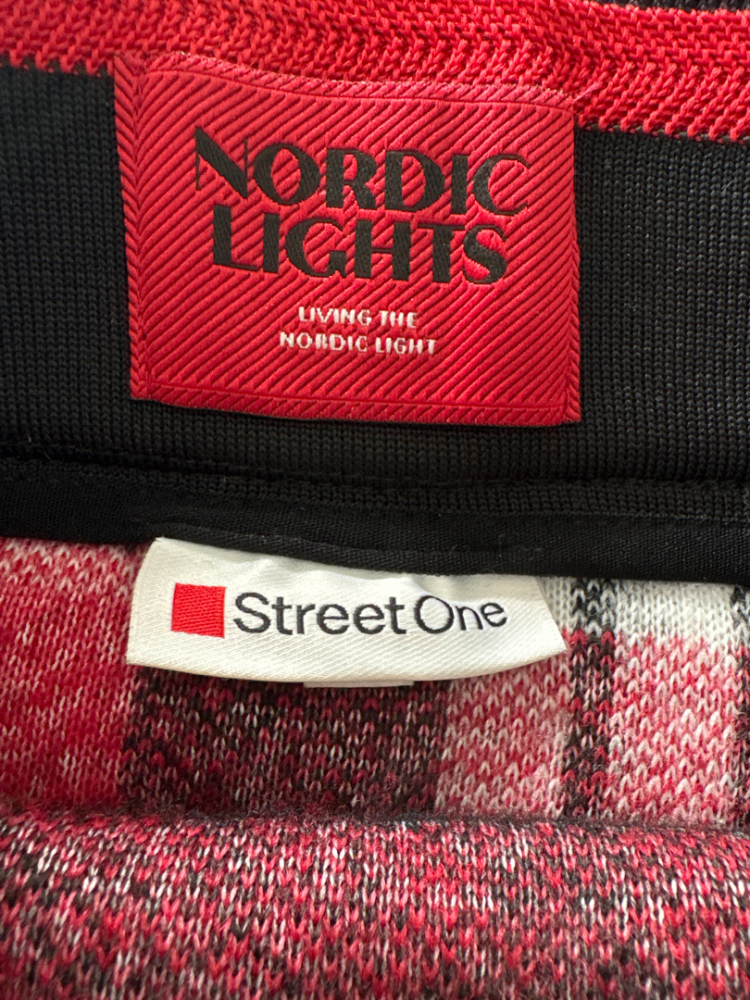 NORDIC
LIGHTS
LIVING THE
NORDIC LIGHT
Street One